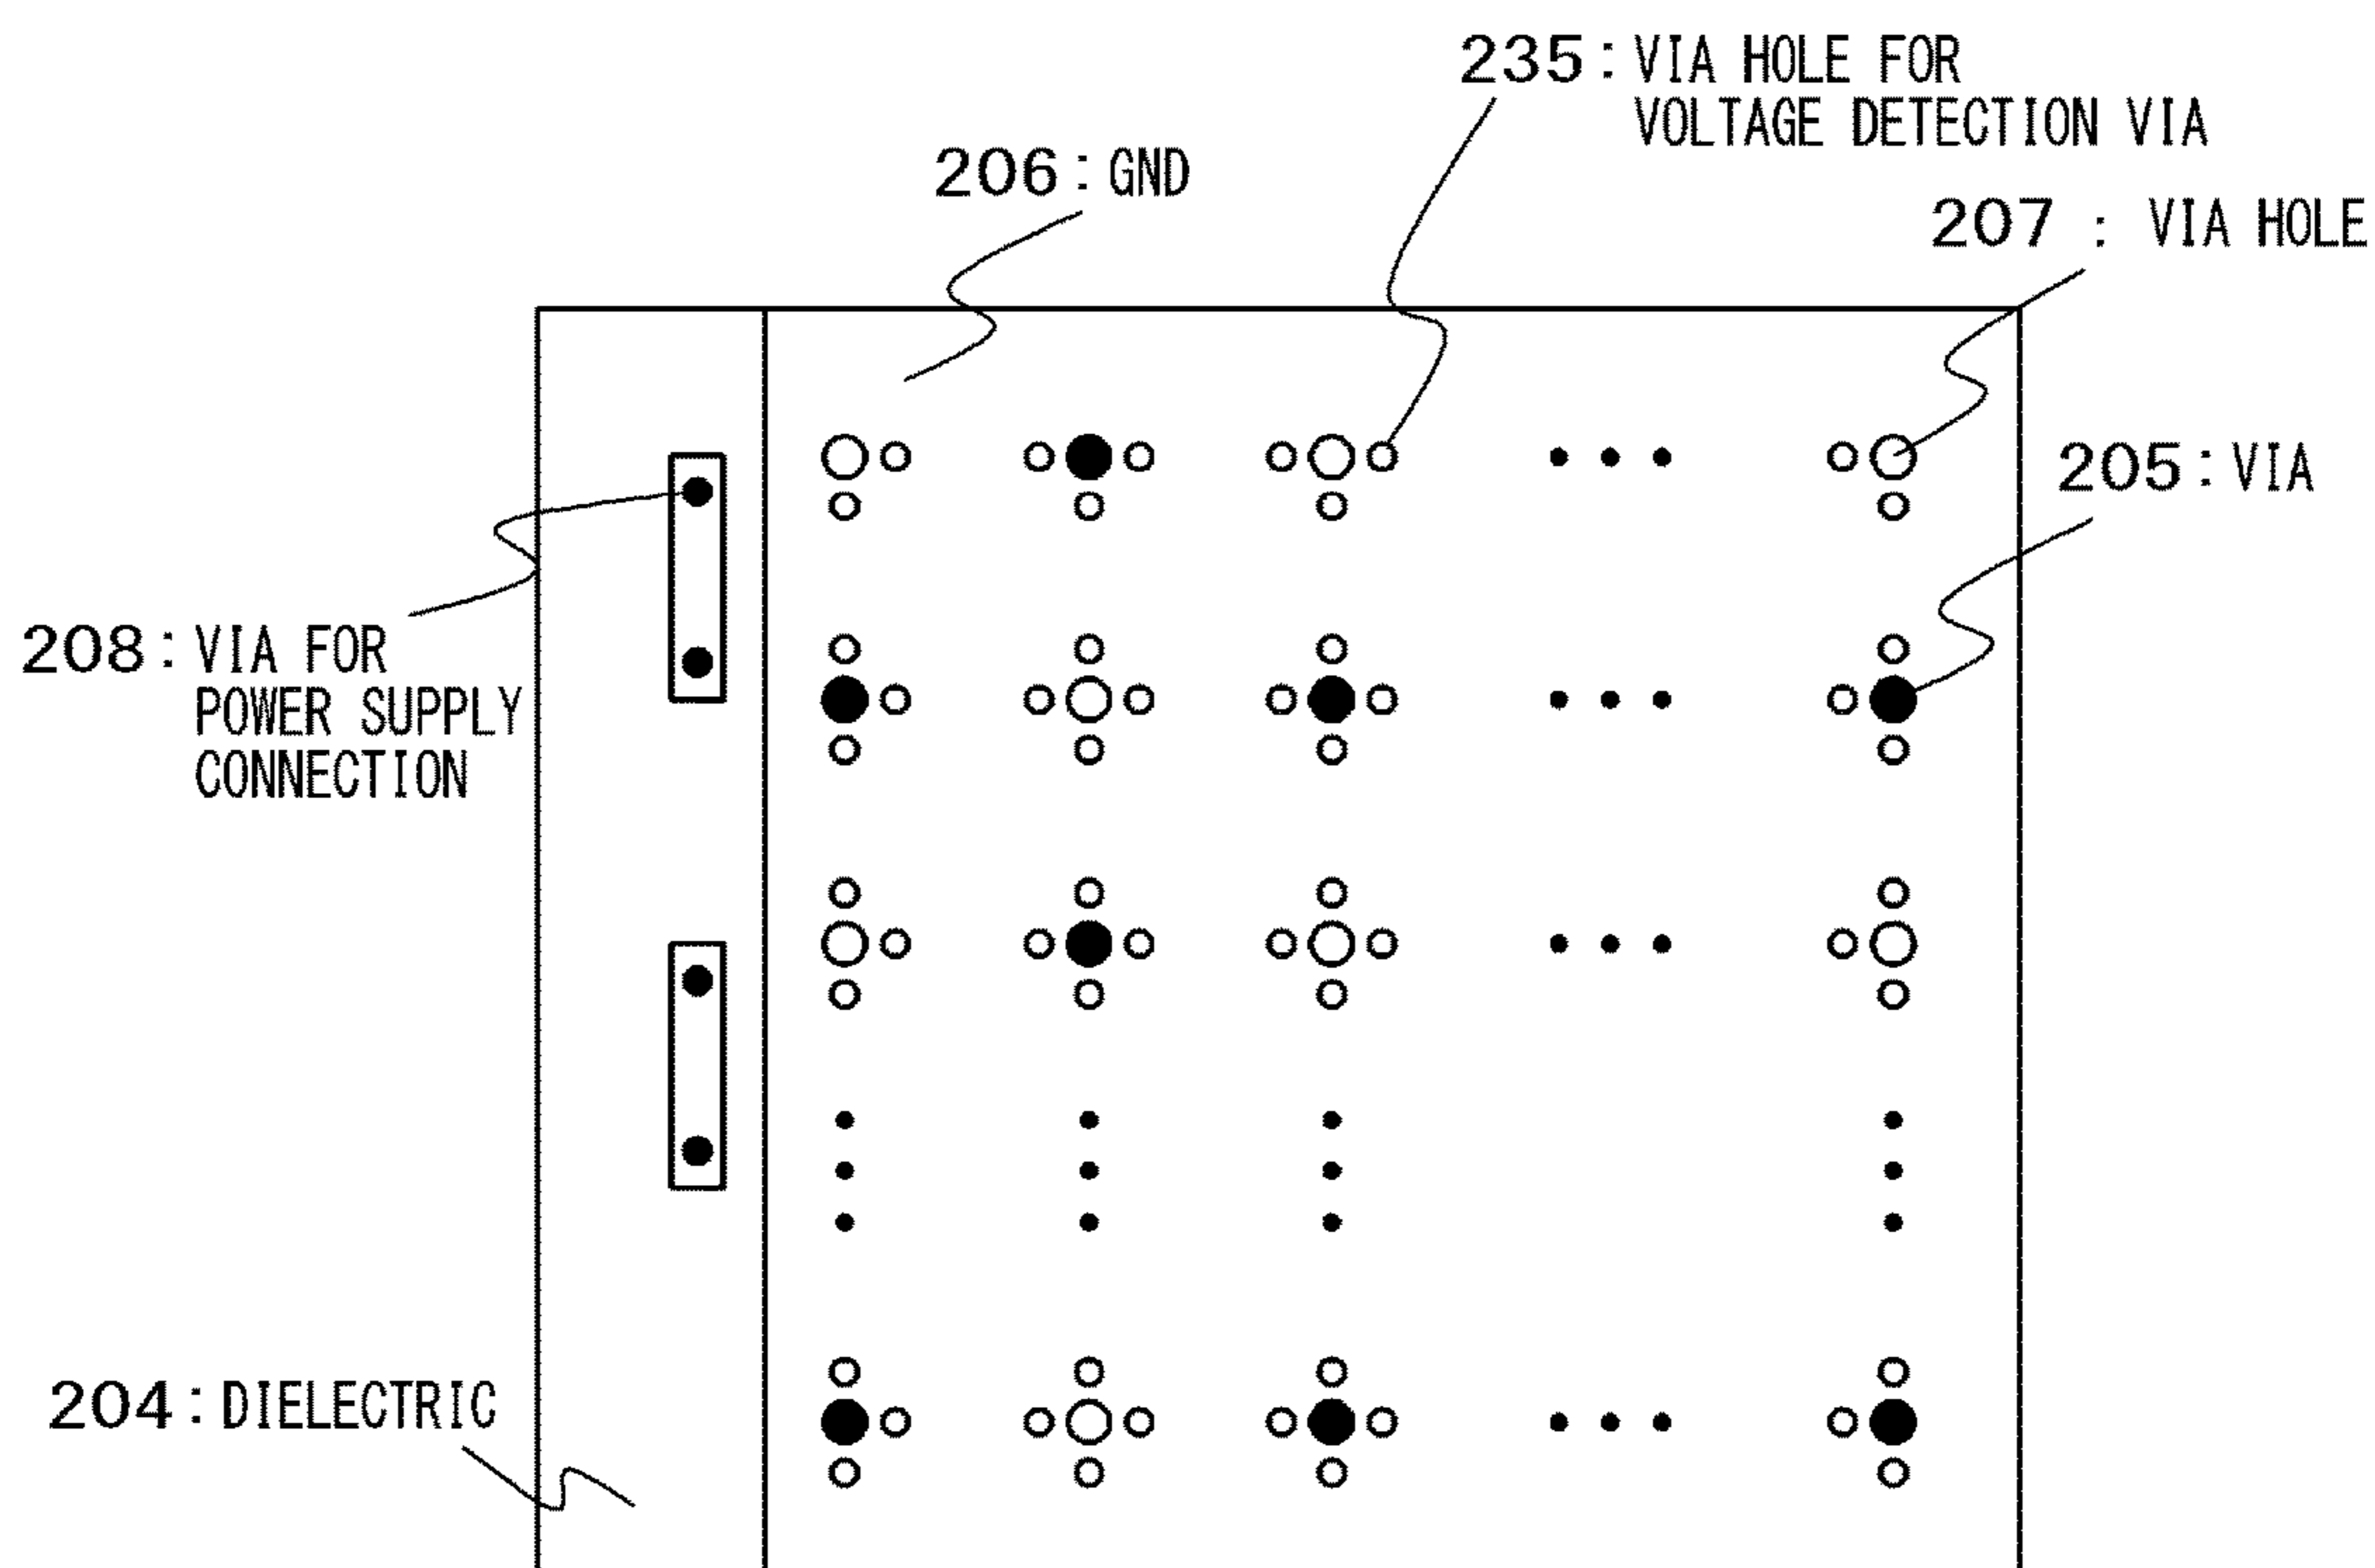 235 : VIA HOLE FOR
VOLTAGE DETECTION VIA
206 : GND
207 : VIA HOLE
205 : VIA
208 : VIA FOR
POWER SUPPLY
CONNECTION
204 : DIELECTRIC